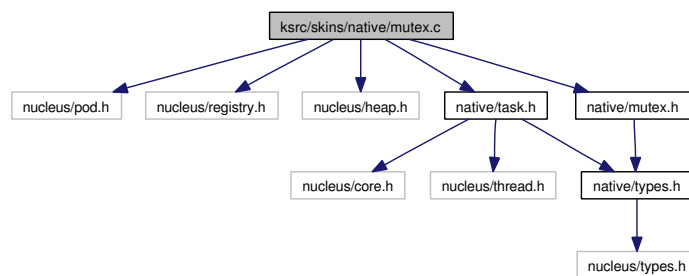 ksrc/skins/native/mutex.c
nucleus/pod.h
nucleus/registry.h
nucleus/heap.h
native/task.h
native/mutex.h
nucleus/core.h
nucleus/thread.h
native/types.h
nucleus/types.h